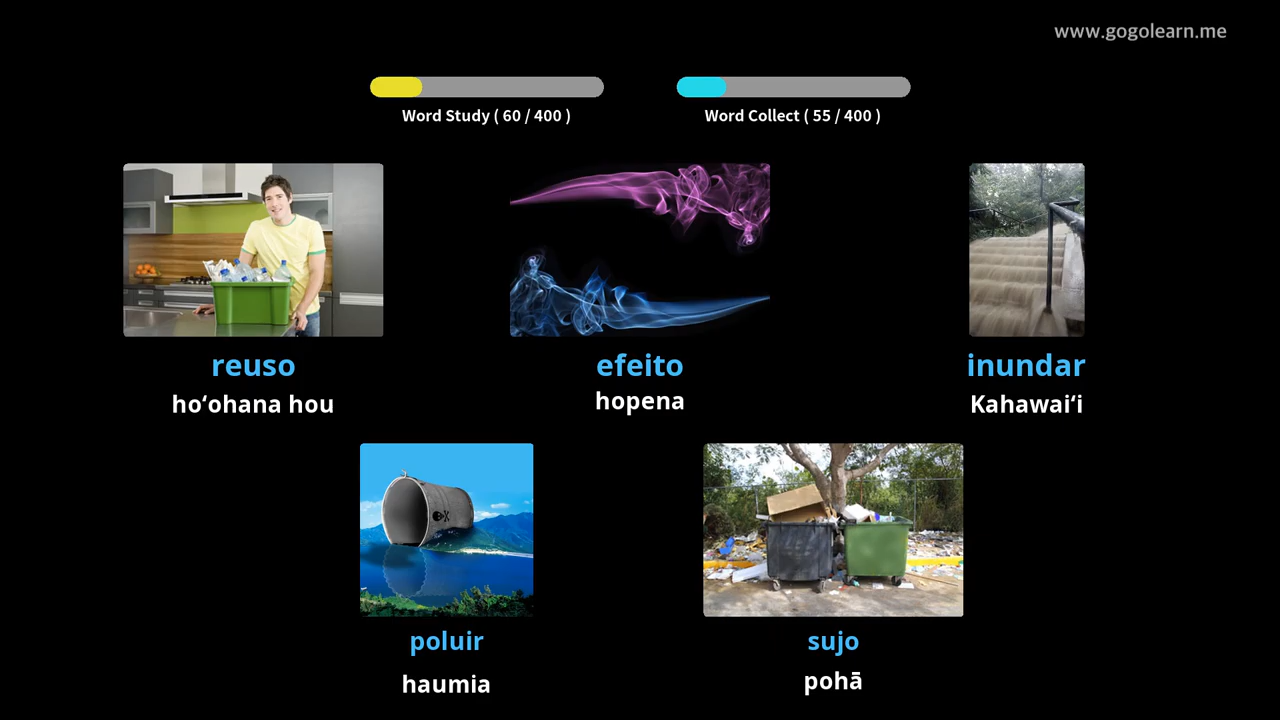 www.gogolearn.me
Word Study ( 60 / 400 )
Word Collect ( 55 / 400 )
reuso
hoʻohana hou
efeito
hopena
inundar
Kahawaiʻi
poluir
haumia
sujo
pohā